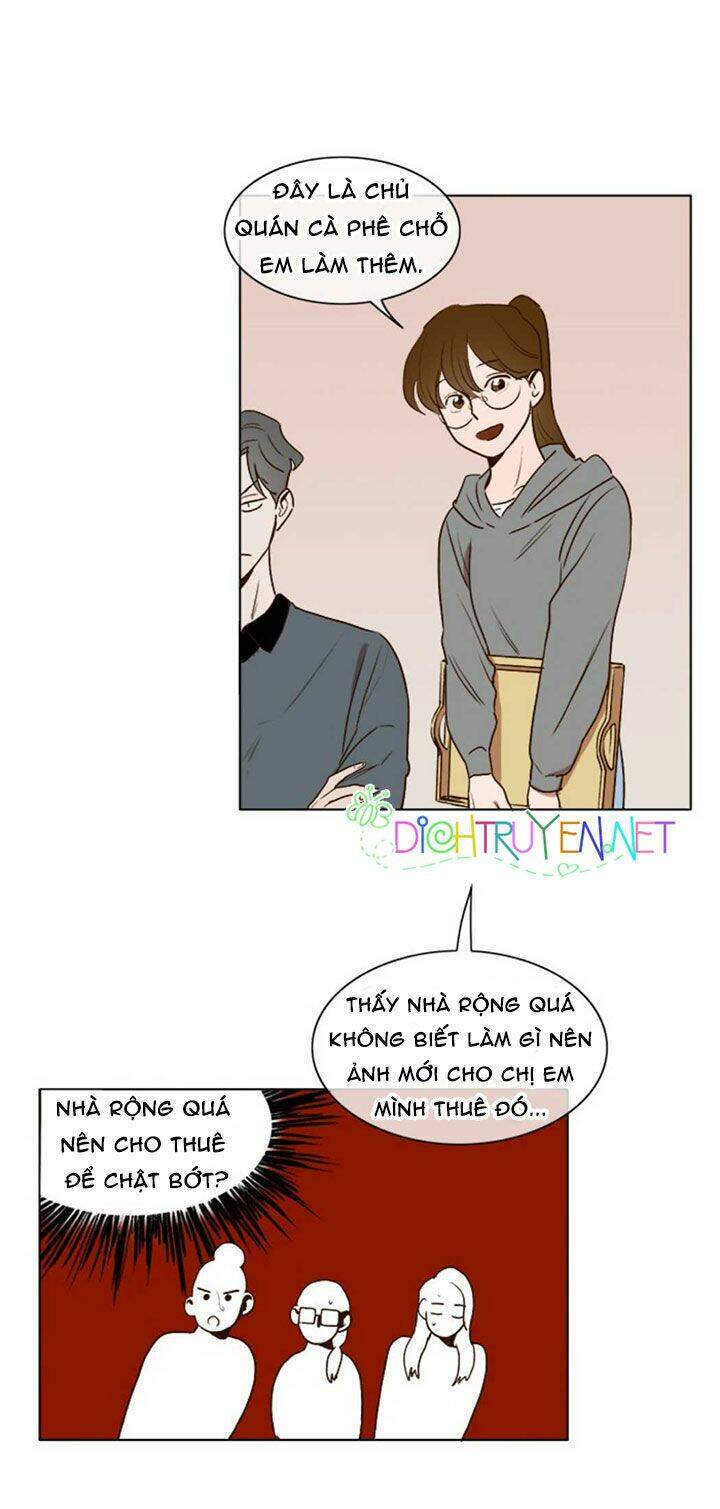 ĐÂY LÀ CHỦ
QUÁN CÀ PHÊ CHỖ
EM LÀM THÊM.
DICHTRUYEN.NET
THẤY NHÀ RỘNG QUÁ
KHÔNG BIẾT LÀM GÌ NÊN
ẢNH MỚI CHO CHỊ EM
MÌNH THUÊ ĐÓ...
NHÀ RỘNG QUÁ
NÊN CHO THUÊ
ĐỂ CHẬT BỚT?